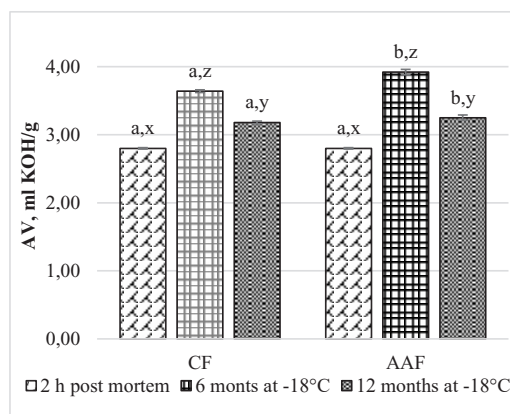 4,00
3,00
2,00
1,00
0,00
AV, ml KOH/g
a,x
a,z
a,y
a,x
b,z
b,y
CF
AAF
2 h post mortem
6 monts at -18°C
12 months at -18°C